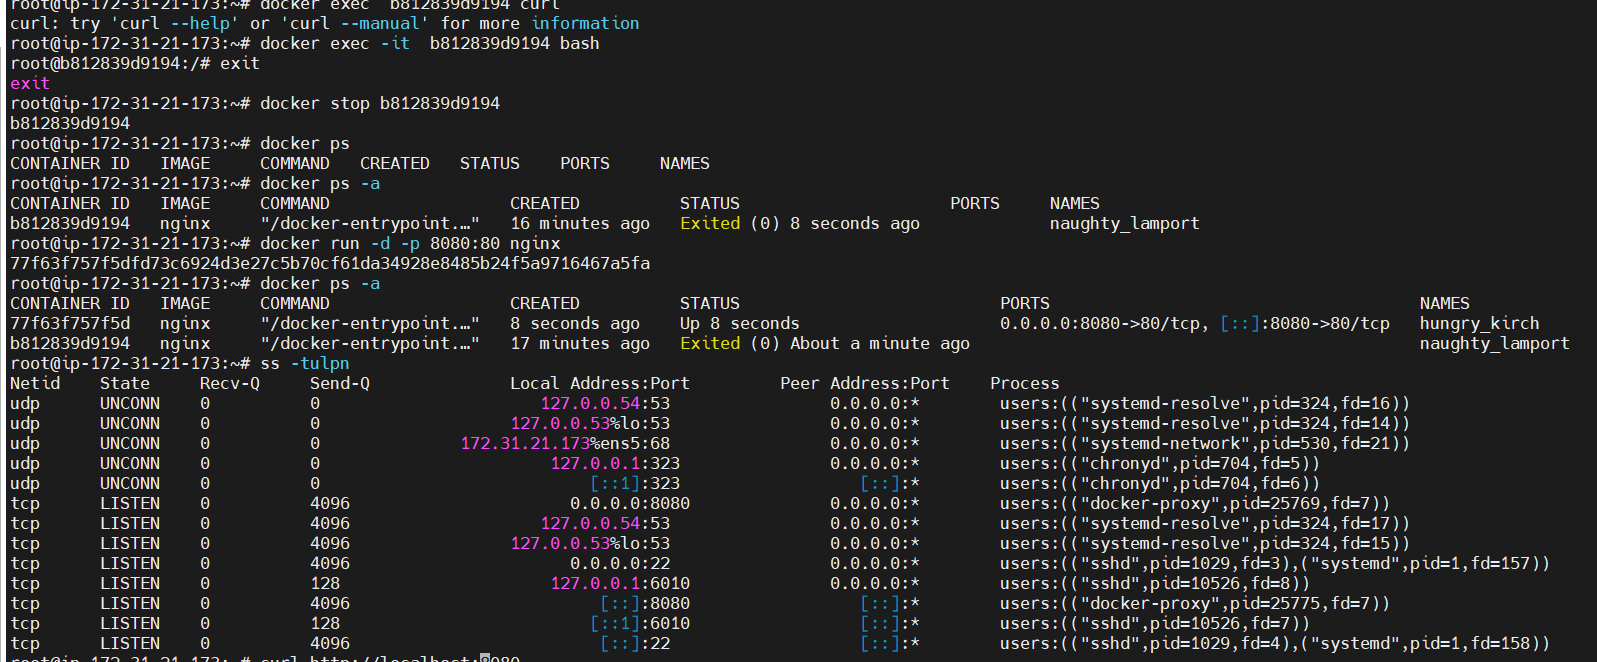 root@ip-172-31-21-173:~# docker exec  b812839d9194 curl
curl: try 'curl --help' or 'curl --manual' for more information
root@ip-172-31-21-173:~# docker exec -it  b812839d9194 bash
root@b812839d9194:/# exit
exit
root@ip-172-31-21-173:~# docker stop b812839d9194
b812839d9194
root@ip-172-31-21-173:~# docker ps
CONTAINER ID   IMAGE     COMMAND   CREATED   STATUS    PORTS     NAMES
root@ip-172-31-21-173:~# docker ps -a
CONTAINER ID   IMAGE     COMMAND                  CREATED          STATUS                     PORTS     NAMES
b812839d9194   nginx     "/docker-entrypoint.…"   16 minutes ago   Exited (0) 8 seconds ago             naughty_lamport
root@ip-172-31-21-173:~# docker run -d -p 8080:80 nginx
77f63f757f5dfd73c6924d3e27c5b70cf61da34928e8485b24f5a9716467a5fa
root@ip-172-31-21-173:~# docker ps -a
CONTAINER ID   IMAGE     COMMAND                  CREATED          STATUS                          PORTS                                     NAMES
77f63f757f5d   nginx     "/docker-entrypoint.…"   8 seconds ago    Up 8 seconds                    0.0.0.0:8080->80/tcp, [::]:8080->80/tcp   hungry_kirch
b812839d9194   nginx     "/docker-entrypoint.…"   17 minutes ago   Exited (0) About a minute ago                                             naughty_lamport
root@ip-172-31-21-173:~# ss -tulpn
Netid    State     Recv-Q     Send-Q              Local Address:Port         Peer Address:Port    Process
udp      UNCONN    0          0                      127.0.0.54:53                0.0.0.0:*        users:(("systemd-resolve",pid=324,fd=16))
udp      UNCONN    0          0                   127.0.0.53%lo:53                0.0.0.0:*        users:(("systemd-resolve",pid=324,fd=14))
udp      UNCONN    0          0              172.31.21.173%ens5:68                0.0.0.0:*        users:(("systemd-network",pid=530,fd=21))
udp      UNCONN    0          0                       127.0.0.1:323               0.0.0.0:*        users:(("chronyd",pid=704,fd=5))
udp      UNCONN    0          0                           [::1]:323                  [::]:*        users:(("chronyd",pid=704,fd=6))
tcp      LISTEN    0          4096                      0.0.0.0:8080              0.0.0.0:*        users:(("docker-proxy",pid=25769,fd=7))
tcp      LISTEN    0          4096                   127.0.0.54:53                0.0.0.0:*        users:(("systemd-resolve",pid=324,fd=17))
tcp      LISTEN    0          4096                127.0.0.53%lo:53                0.0.0.0:*        users:(("systemd-resolve",pid=324,fd=15))
tcp      LISTEN    0          4096                      0.0.0.0:22                0.0.0.0:*        users:(("sshd",pid=1029,fd=3),("systemd",pid=1,fd=157))
tcp      LISTEN    0          128                     127.0.0.1:6010              0.0.0.0:*        users:(("sshd",pid=10526,fd=8))
tcp      LISTEN    0          4096                         [::]:8080                 [::]:*        users:(("docker-proxy",pid=25775,fd=7))
tcp      LISTEN    0          128                         [::1]:6010                 [::]:*        users:(("sshd",pid=10526,fd=7))
tcp      LISTEN    0          4096                         [::]:22                   [::]:*        users:(("sshd",pid=1029,fd=4),("systemd",pid=1,fd=158))
root@ip-172-31-21-173:~# curl http://localhost:8080